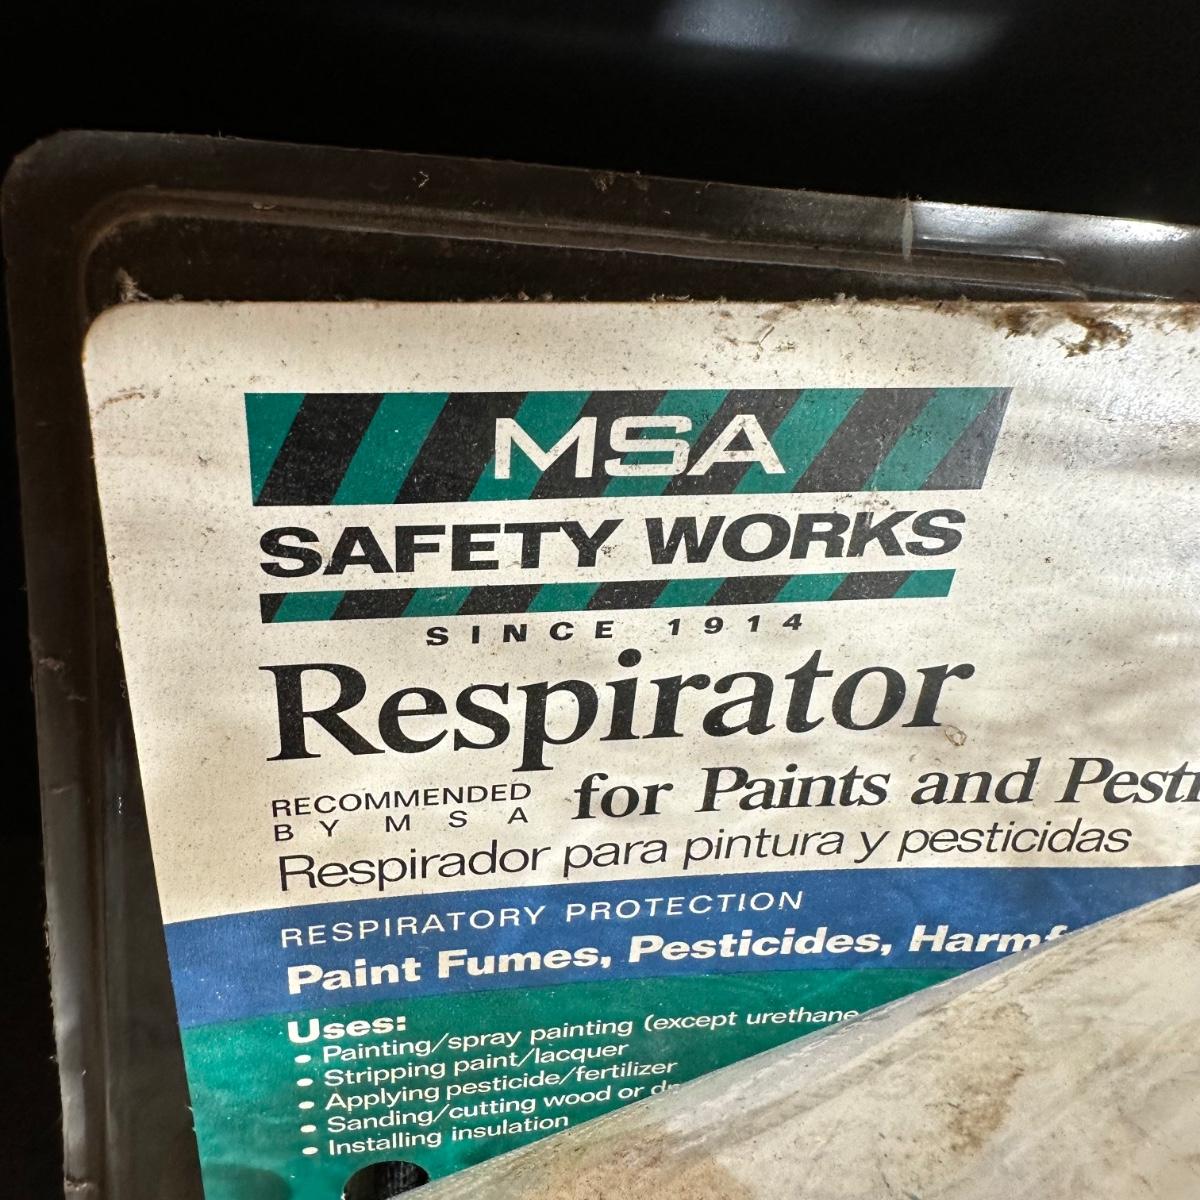 MSA
SAFETY WORKS
SINCE 1914
Respirator
RECOMMENDED
BY MSA
for Paints and
Respirador para pintura y pesticidas
RESPIRATORY PROTECTION
Paint Fumes, Pesticides,
Uses:
• Painting/spray painting (except urethane
• Stripping paint/lacquer
• Applying pesticide/fertilizer
• Sanding/cutting wood or
• Installing insulation